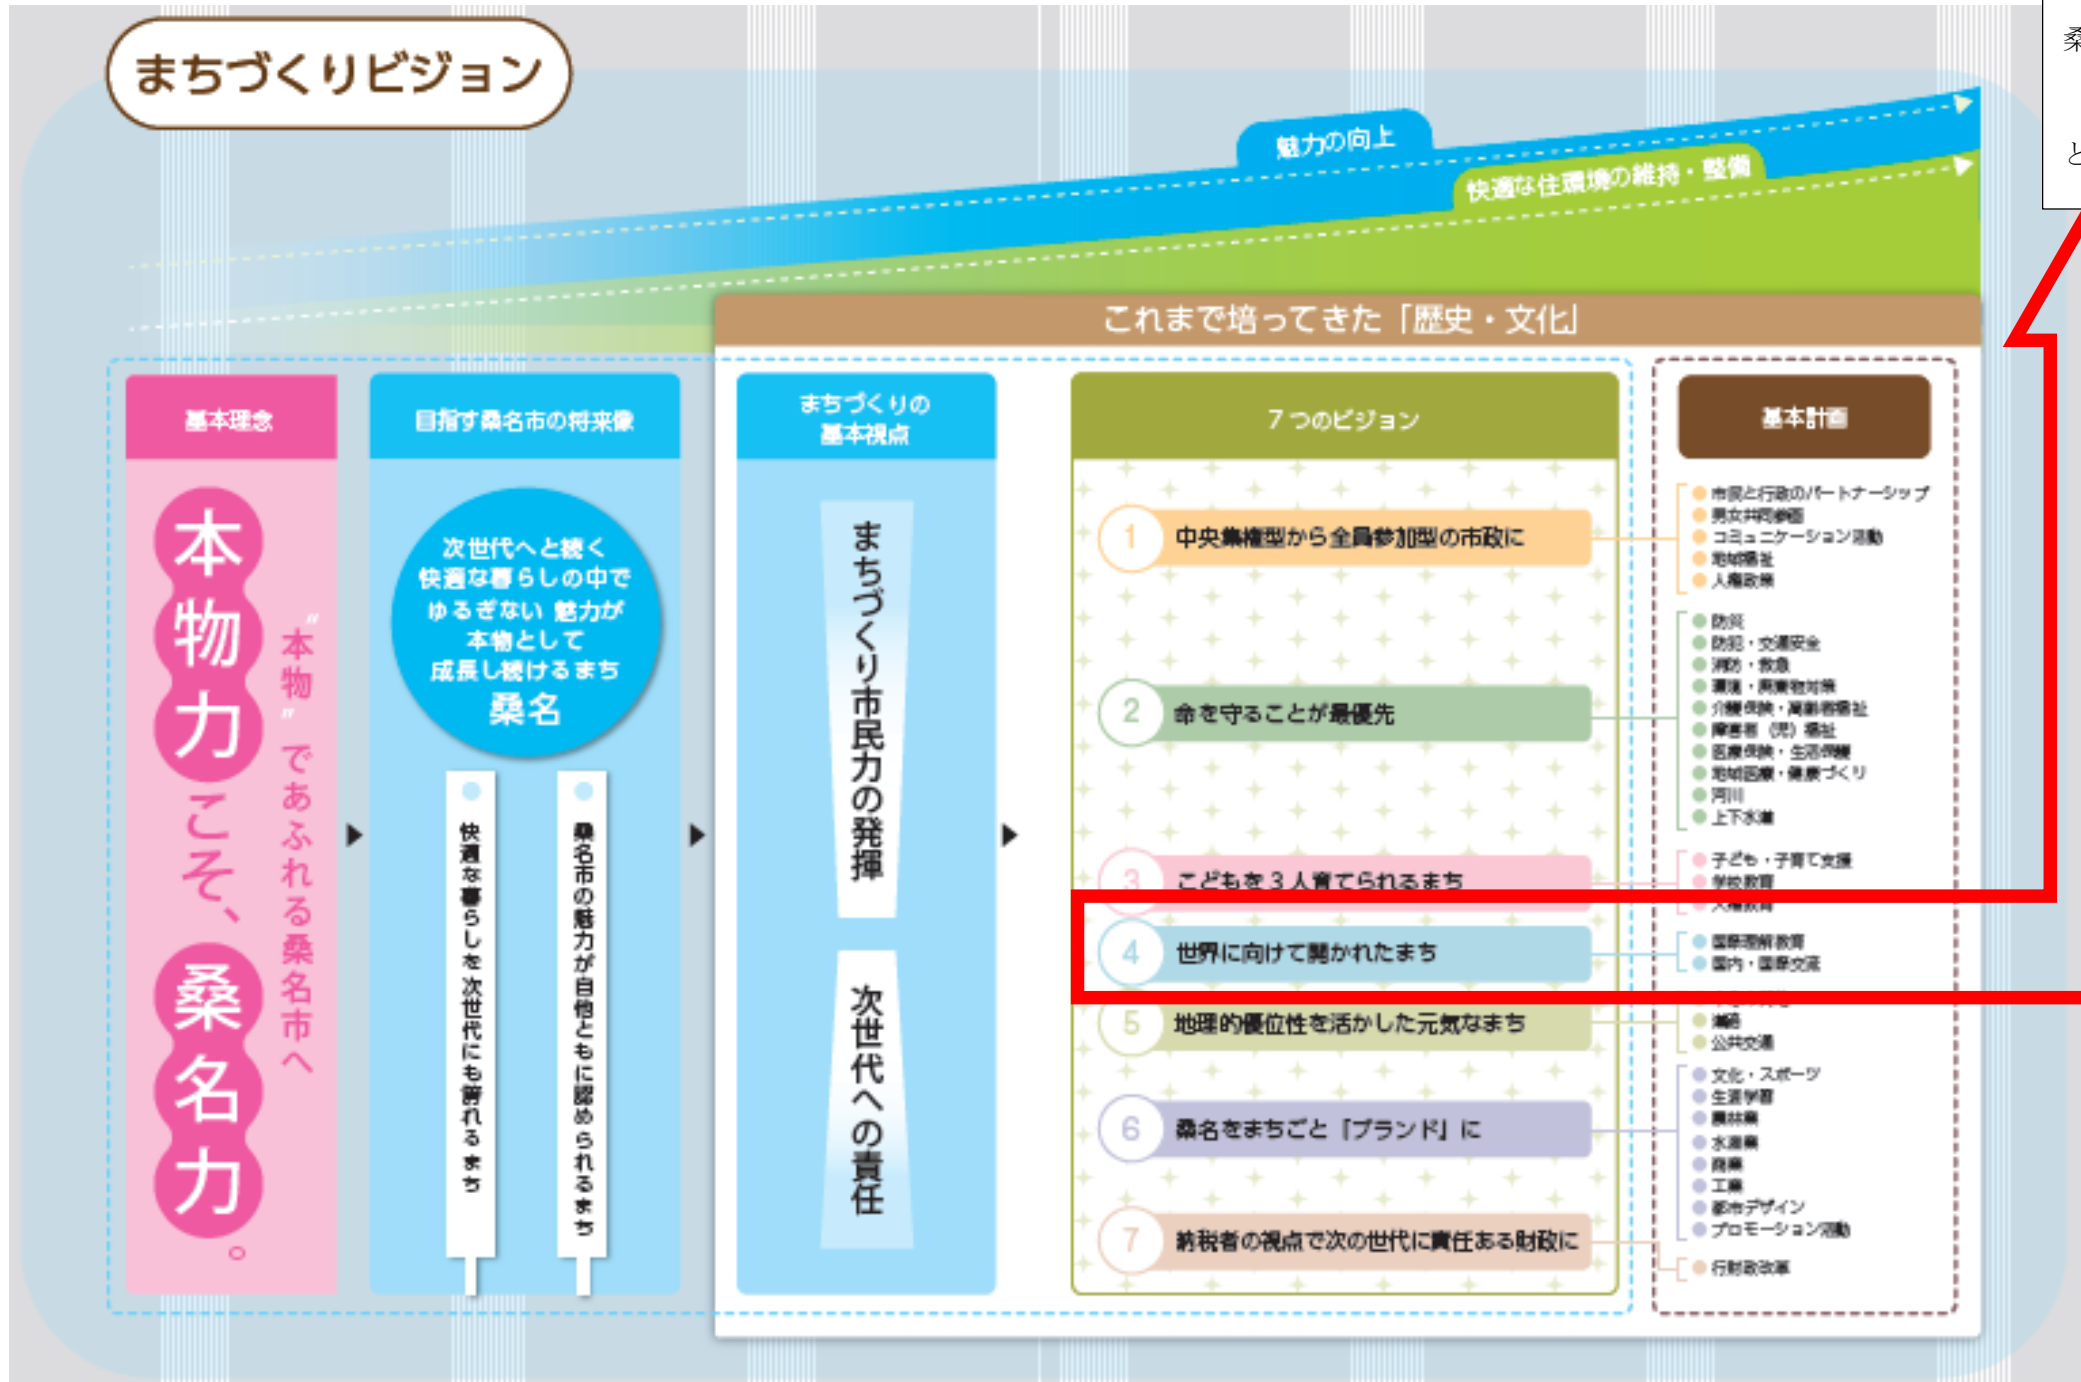 まちづくりビジョン
桑
と
魅力の向上
快適な住環境の維持・整備
これまで培ってきた「歴史・文化」
基本理念
本物力こそ、桑名力。
"本物"であふれる桑名市へ
目指す桑名市の将来像
次世代へと続く
快適な暮らしの中で
ゆるぎない 魅力が
本物として
成長し続けるまち
桑名
快適な暮らしを次世代にも誇れるまち
桑名市の魅力が自他ともに認められるまち
まちづくりの
基本視点
まちづくり市民力の発揮
次世代への責任
7つのビジョン
1 中央集権型から全員参加型の市政に
2 命を守ることが最優先
3 こどもを3人育てられるまち
4 世界に向けて開かれたまち
5 地理的優位性を活かした元気なまち
6 桑名をまちごと「ブランド」に
7 納税者の視点で次の世代に責任ある財政に
基本計画
市民と行政のパートナーシップ
男女共同参画
コミュニケーション活動
地域福祉
人権政策
防災
防犯・交通安全
消防・救急
環境・廃棄物対策
介護保険・高齢者福祉
障害者（児）福祉
医療保険・生活保護
地域医療・健康づくり
河川
上下水道
子ども・子育て支援
学校教育
人権教育
国際理解教育
国内・国際交流
道路
公共交通
文化・スポーツ
生涯学習
農林業
水産業
商業
工業
都市デザイン
プロモーション活動
行財政改革